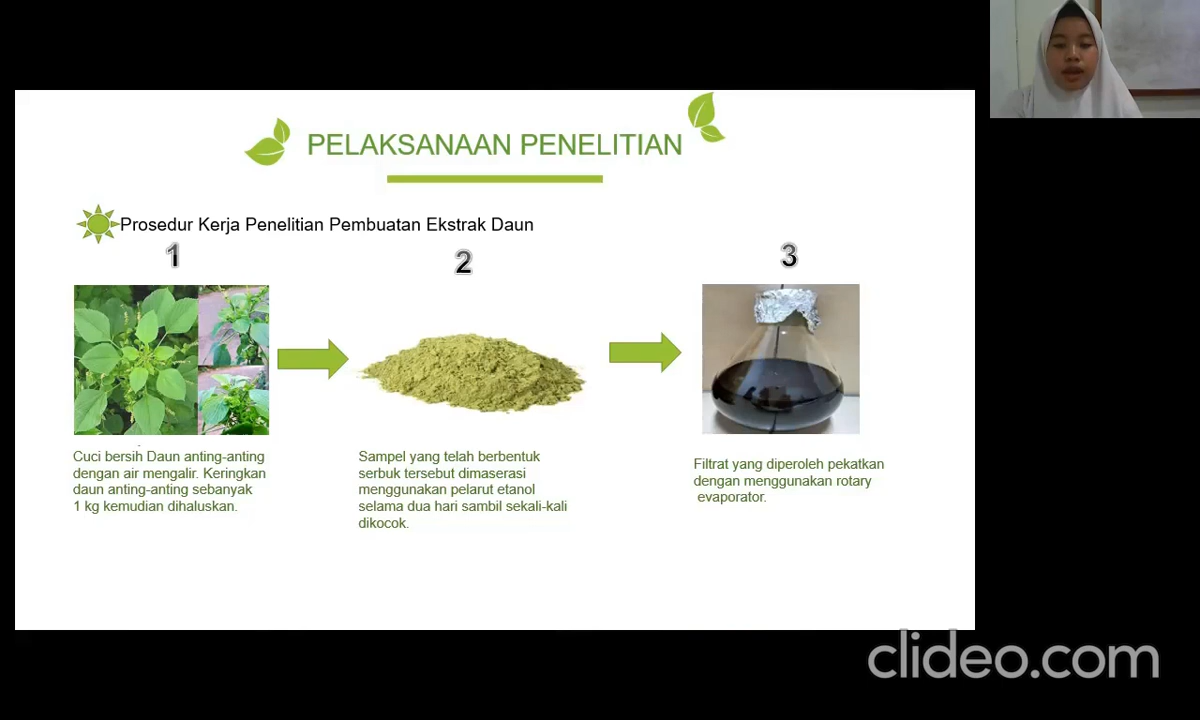 PELAKSANAAN PENELITIAN
Prosedur Kerja Penelitian Pembuatan Ekstrak Daun
1
2
3
Cuci bersih Daun anting-anting
dengan air mengalir. Keringkan
daun anting-anting sebanyak
1 kg kemudian dihaluskan.
Sampel yang telah berbentuk
serbuk tersebut dimaserasi
menggunakan pelarut etanol
selama dua hari sambil sekali-kali
dikocok.
Filtrat yang diperoleh pekatkan
dengan menggunakan rotary
evaporator.
clideo.com